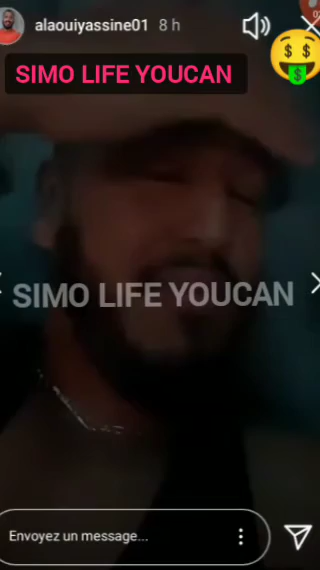 alaouiyassine01 8 h
SIMO LIFE YOUCAN
SIMO LIFE YOUCAN
Envoyez un message...